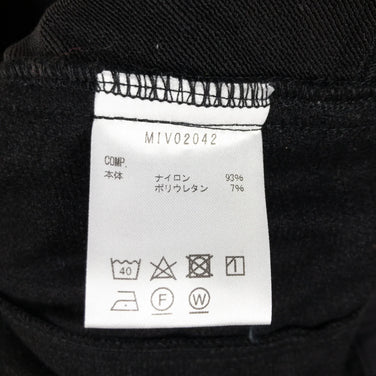 MIV02042
COMP.
本体 ナイロン 93%
ポリウレタン 7%
40
F W